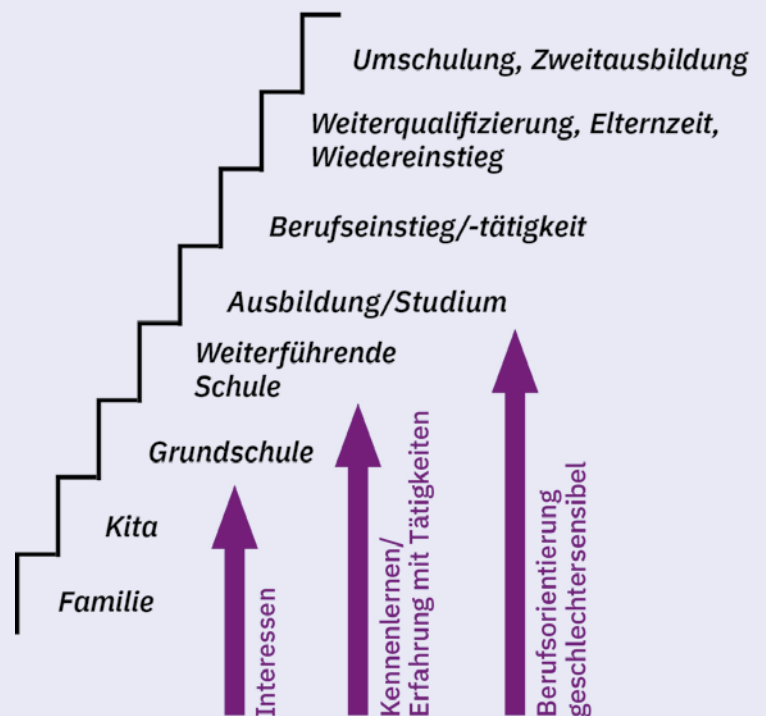 Umschulung, Zweitausbildung
Weiterqualifizierung, Elternzeit,
Wiedereinstieg
Berufseinstieg/-tätigkeit
Ausbildung/Studium
Weiterführende
Schule
Grundschule
Kita
Familie
Interessen
Kennenlernen/
Erfahrung mit Tätigkeiten
Berufsorientierung
geschlechtersensibel